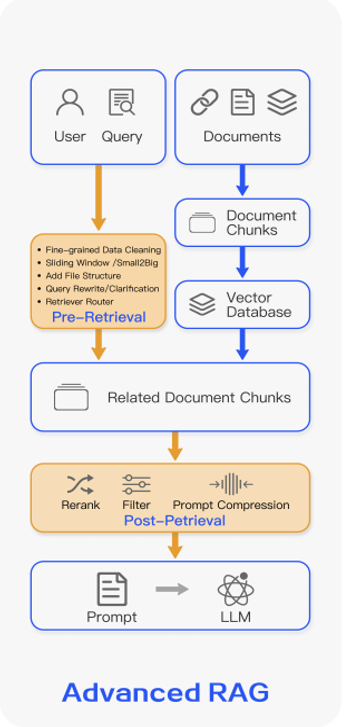 User Query
Documents
Document
Chunks
• Fine-grained Data Cleaning
• Sliding Window /Small2Big
• Add File Structure
• Query Rewrite/Clarification
• Retriever Router
Pre-Retrieval
Vector
Database
Related Document Chunks
Rerank Filter Prompt Compression
Post-Petrieval
Prompt LLM
Advanced RAG